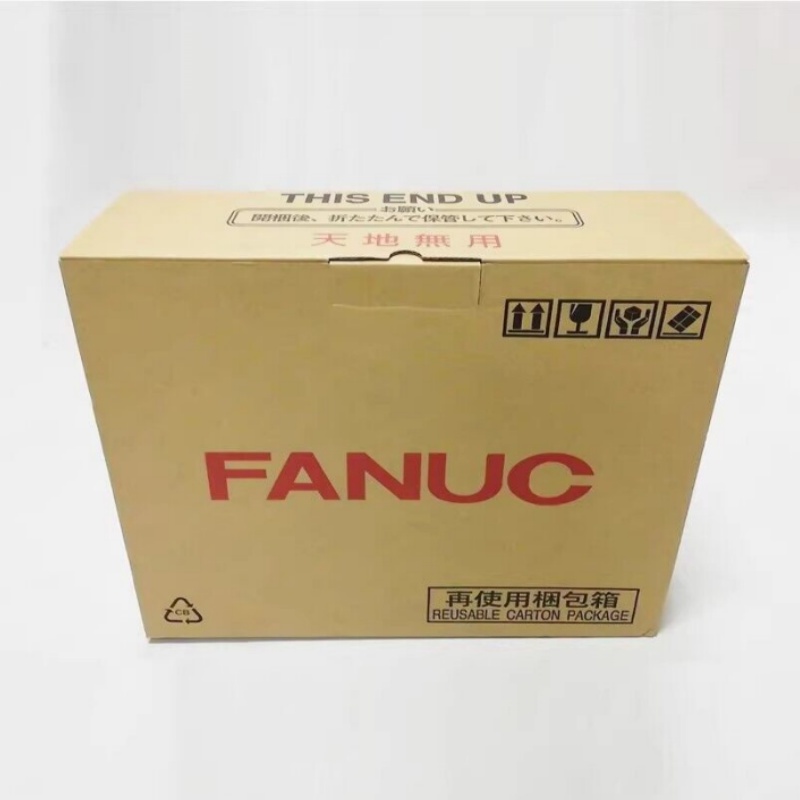 THIS END UP
お願い
開梱後、折たたんで保管して下さい。
天地無用
FANUC
CB
再使用梱包箱
REUSABLE CARTON PACKAGE